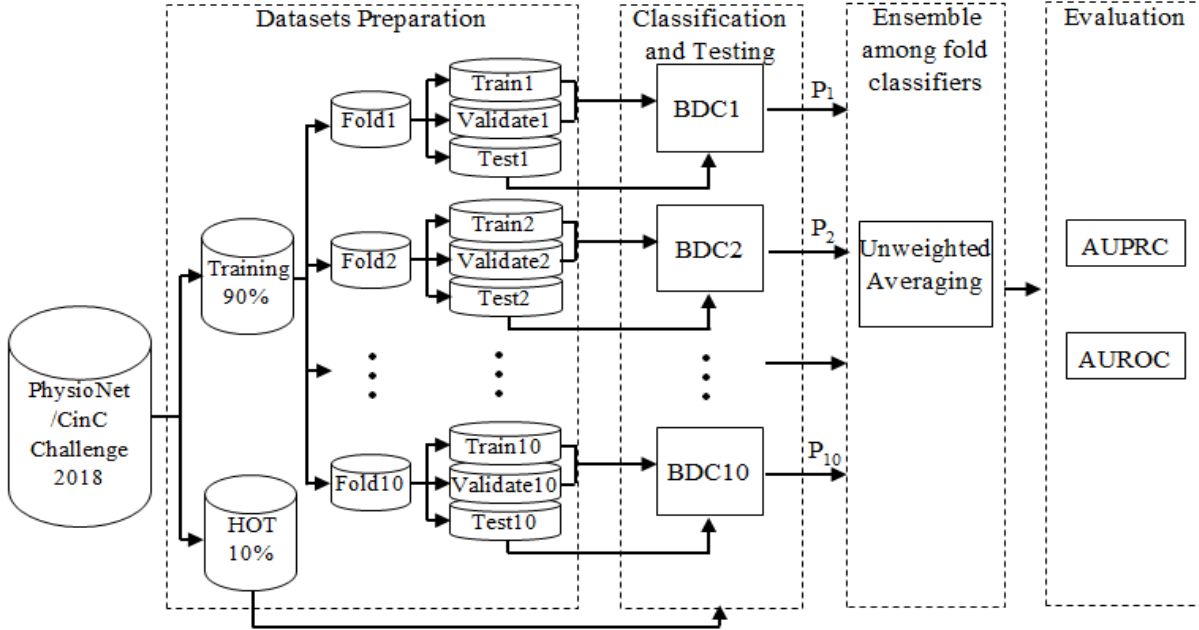 Datasets Preparation
Classification
and Testing
Ensemble
among fold
classifiers
Evaluation
PhysioNet
/CinC
Challenge
2018
Training
90%
HOT
10%
Fold1
Train1
Validate1
Test1
BDC1
P1
Fold2
Train2
Validate2
Test2
BDC2
P2
Fold10
Train10
Validate10
Test10
BDC10
P10
Unweighted
Averaging
AUPRC
AUROC